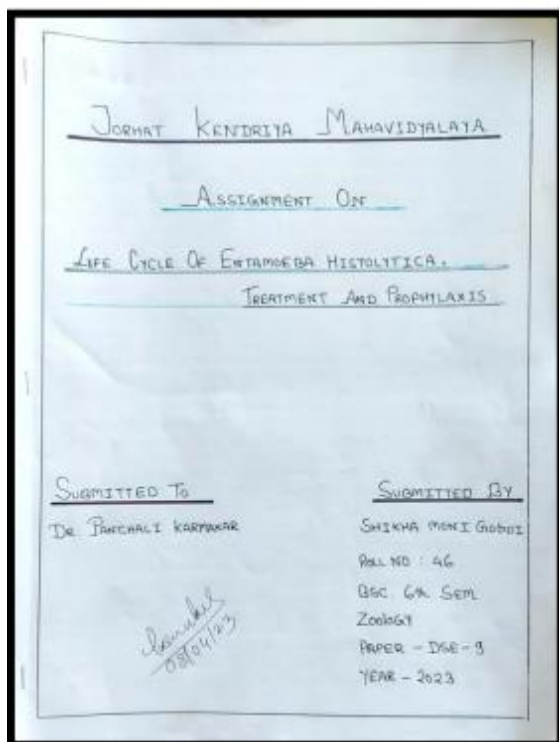 JORHAT KENDRIYA MAHAVIDYALAYA
ASSIGNMENT ON
LIFE CYCLE OF ENTAMOEBA HISTOLYTICA.
TREATMENT AND PROPHYLAXIS
SUBMITTED TO
DR PANCHALI KARMAKAR
08/04/23
SUBMITTED BY
SHIKHA MONI GOGOI
ROLL NO : 46
BSC 6th SEM
ZOOLOGY
PAPER - DSE - 3
YEAR - 2023